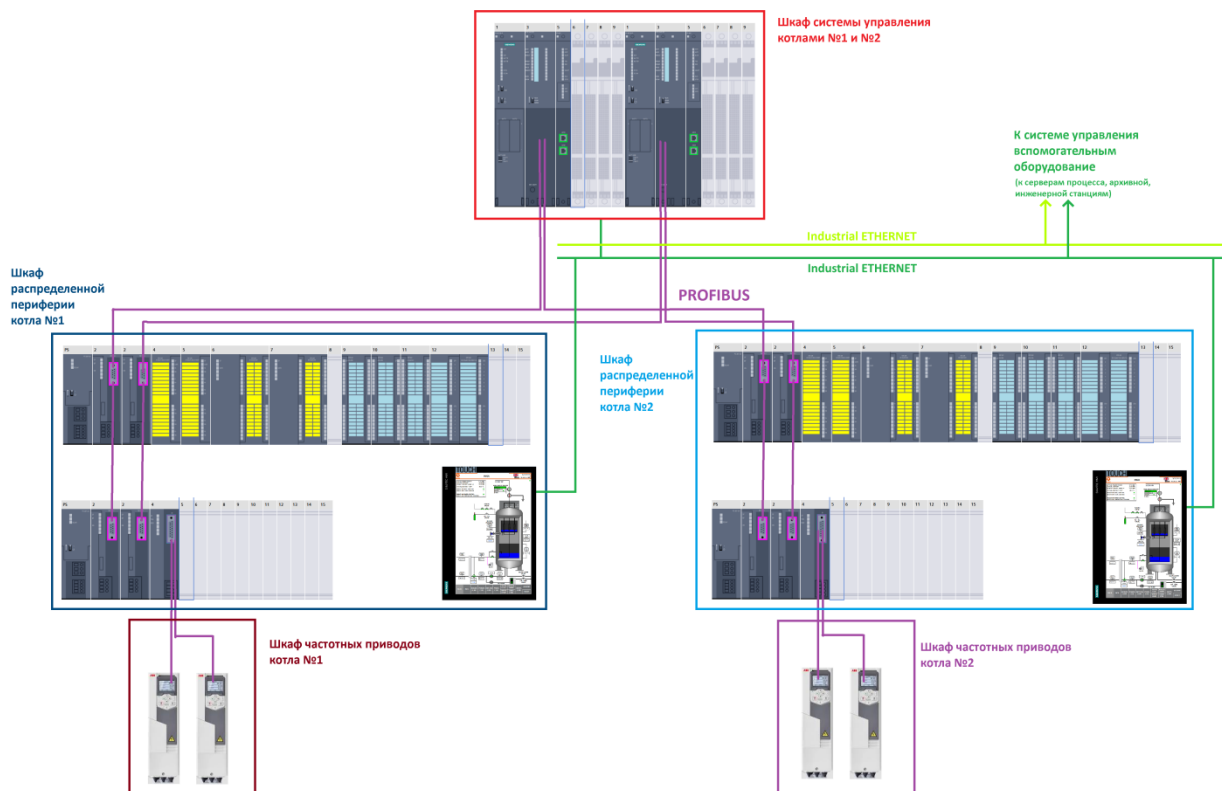 Шкаф системы управления
котлами №1 и №2
К системе управления
вспомогательным
оборудование
(к серверам процесса, архивной,
инженерной станциям)
Industrial ETHERNET
Industrial ETHERNET
PROFIBUS
Шкаф
распределенной
периферии
котла №1
Шкаф
распределенной
периферии
котла №2
Шкаф частотных приводов
котла №1
Шкаф частотных приводов
котла №2